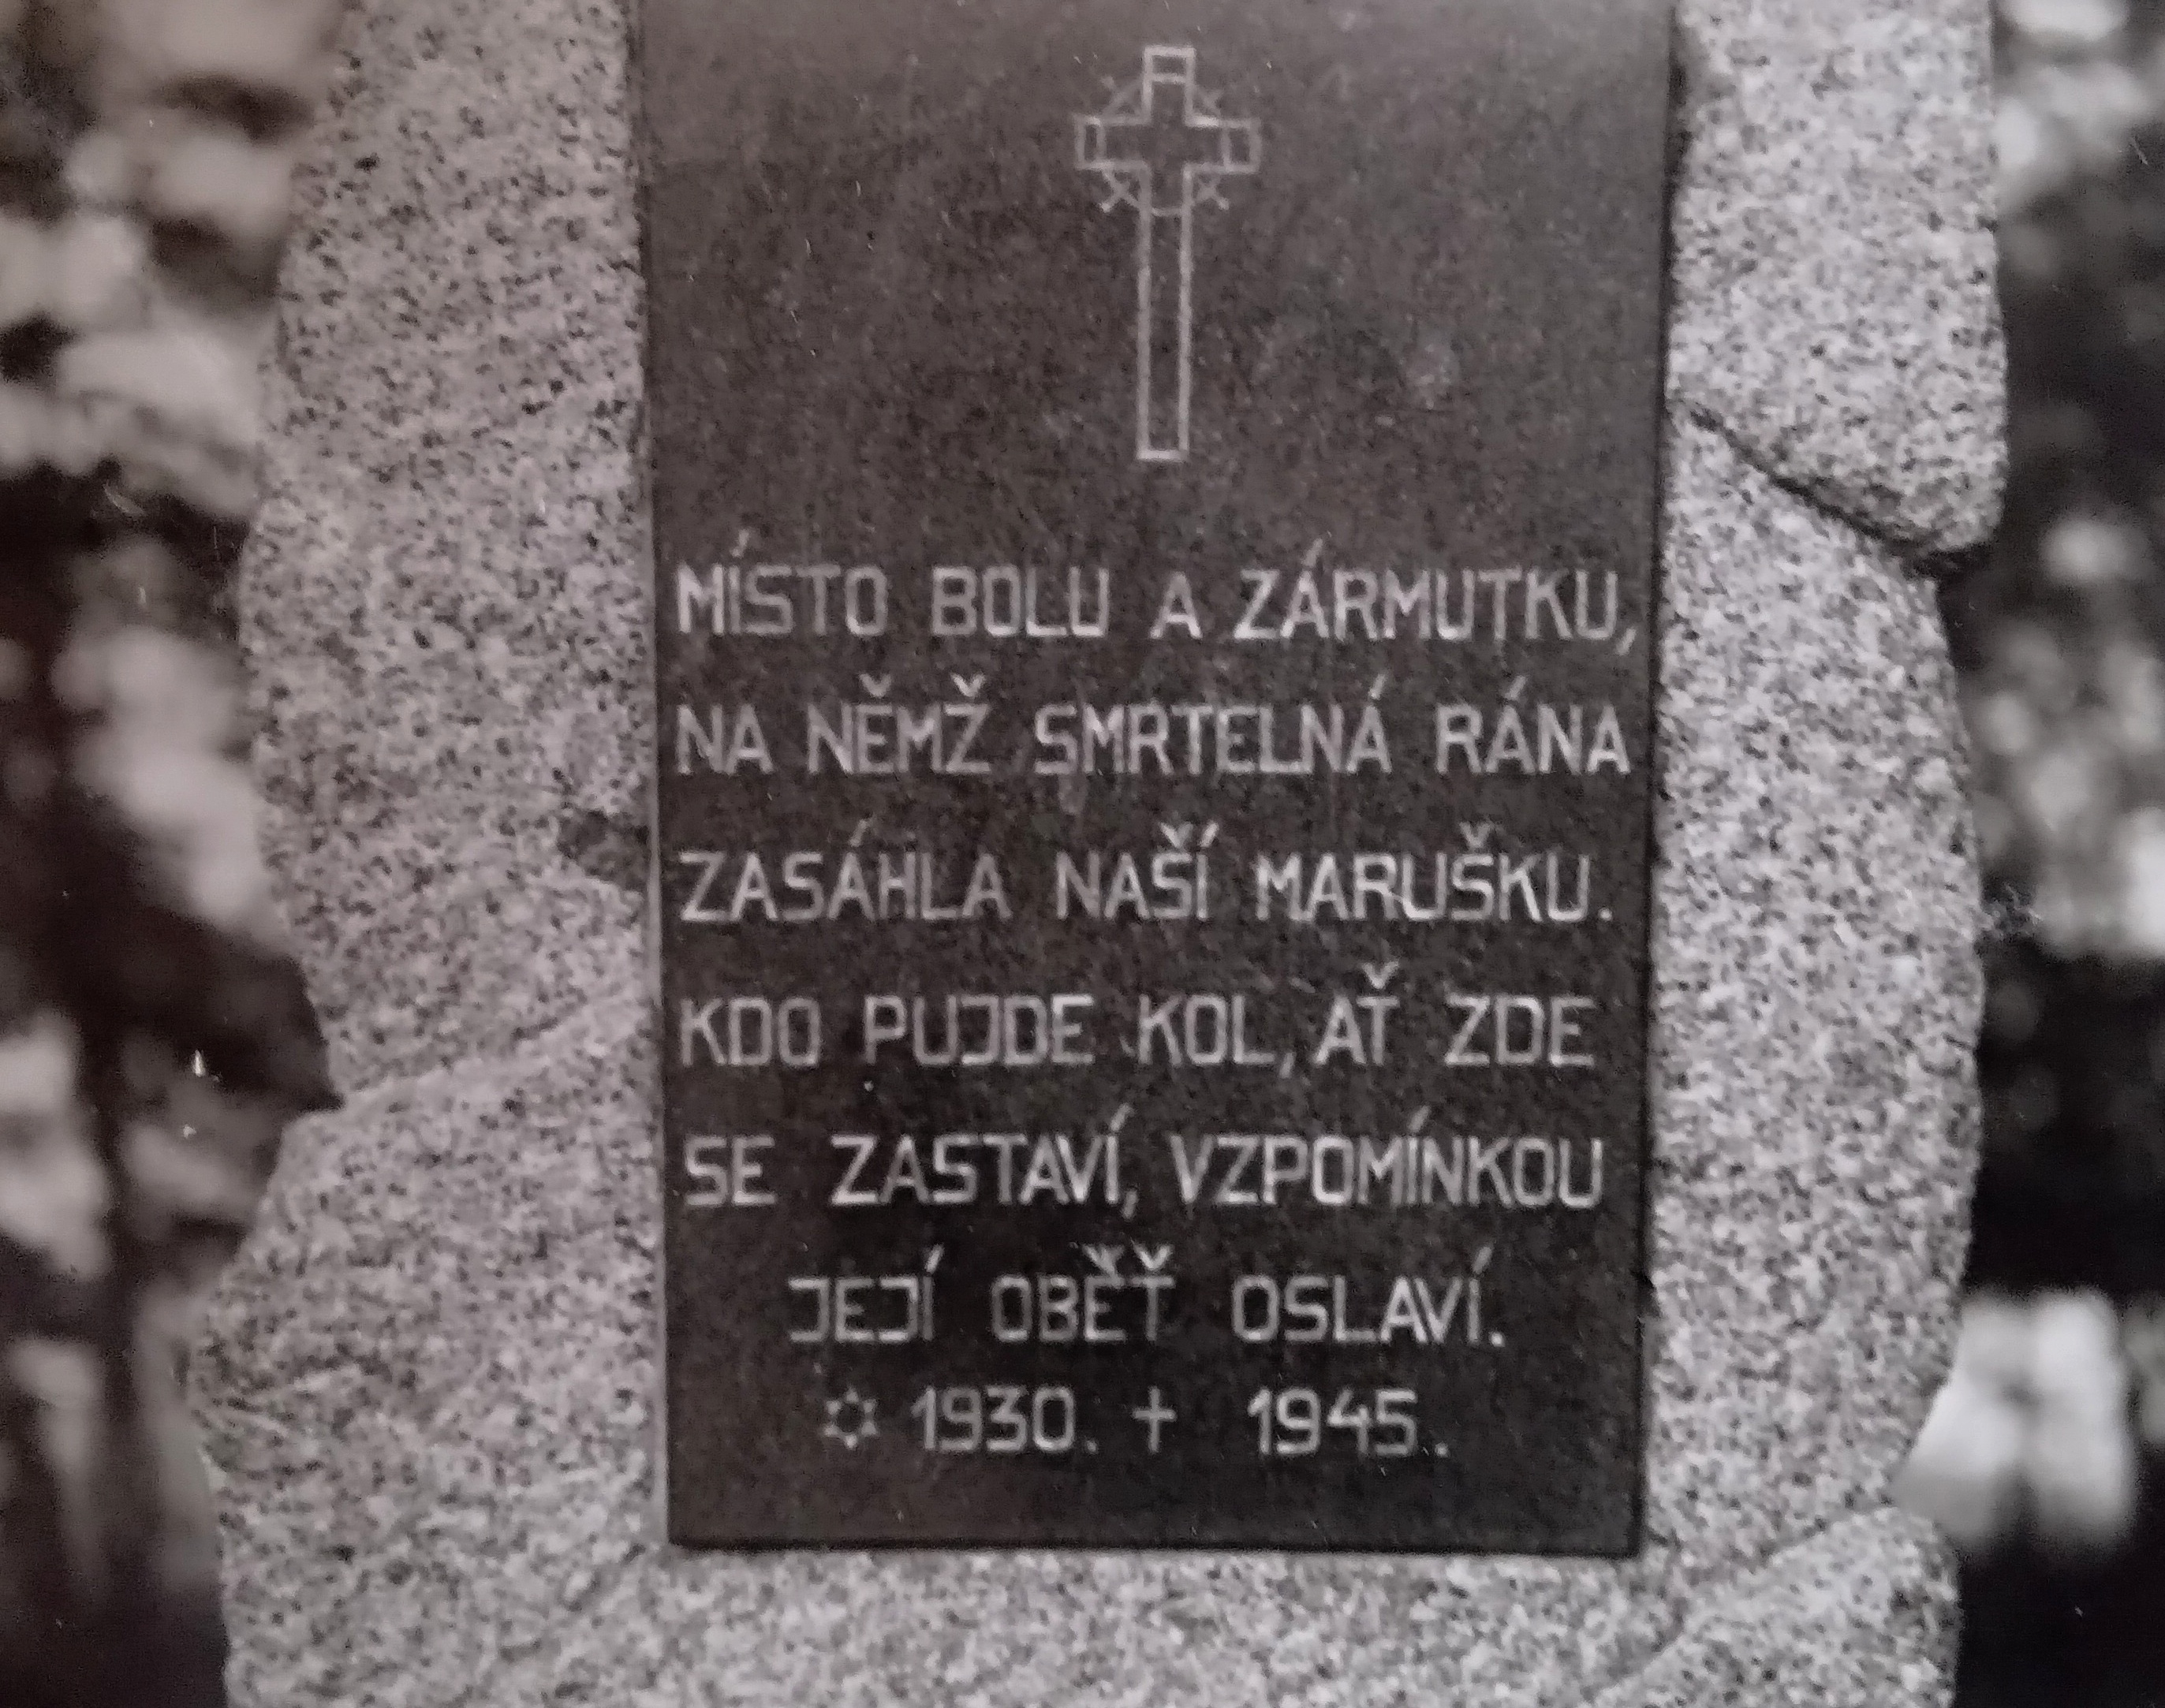 MÍSTO BOLU A ZÁRMUTKU,
NA NĚMŽ SMRTELNÁ RÁNA
ZASÁHLA NAŠÍ MARUŠKU.
KDO PUJDE KOL, AŤ ZDE
SE ZASTAVÍ, VZPOMÍNKOU
JEJÍ OBĚŤ OSLAVÍ.
✡ 1930. † 1945.